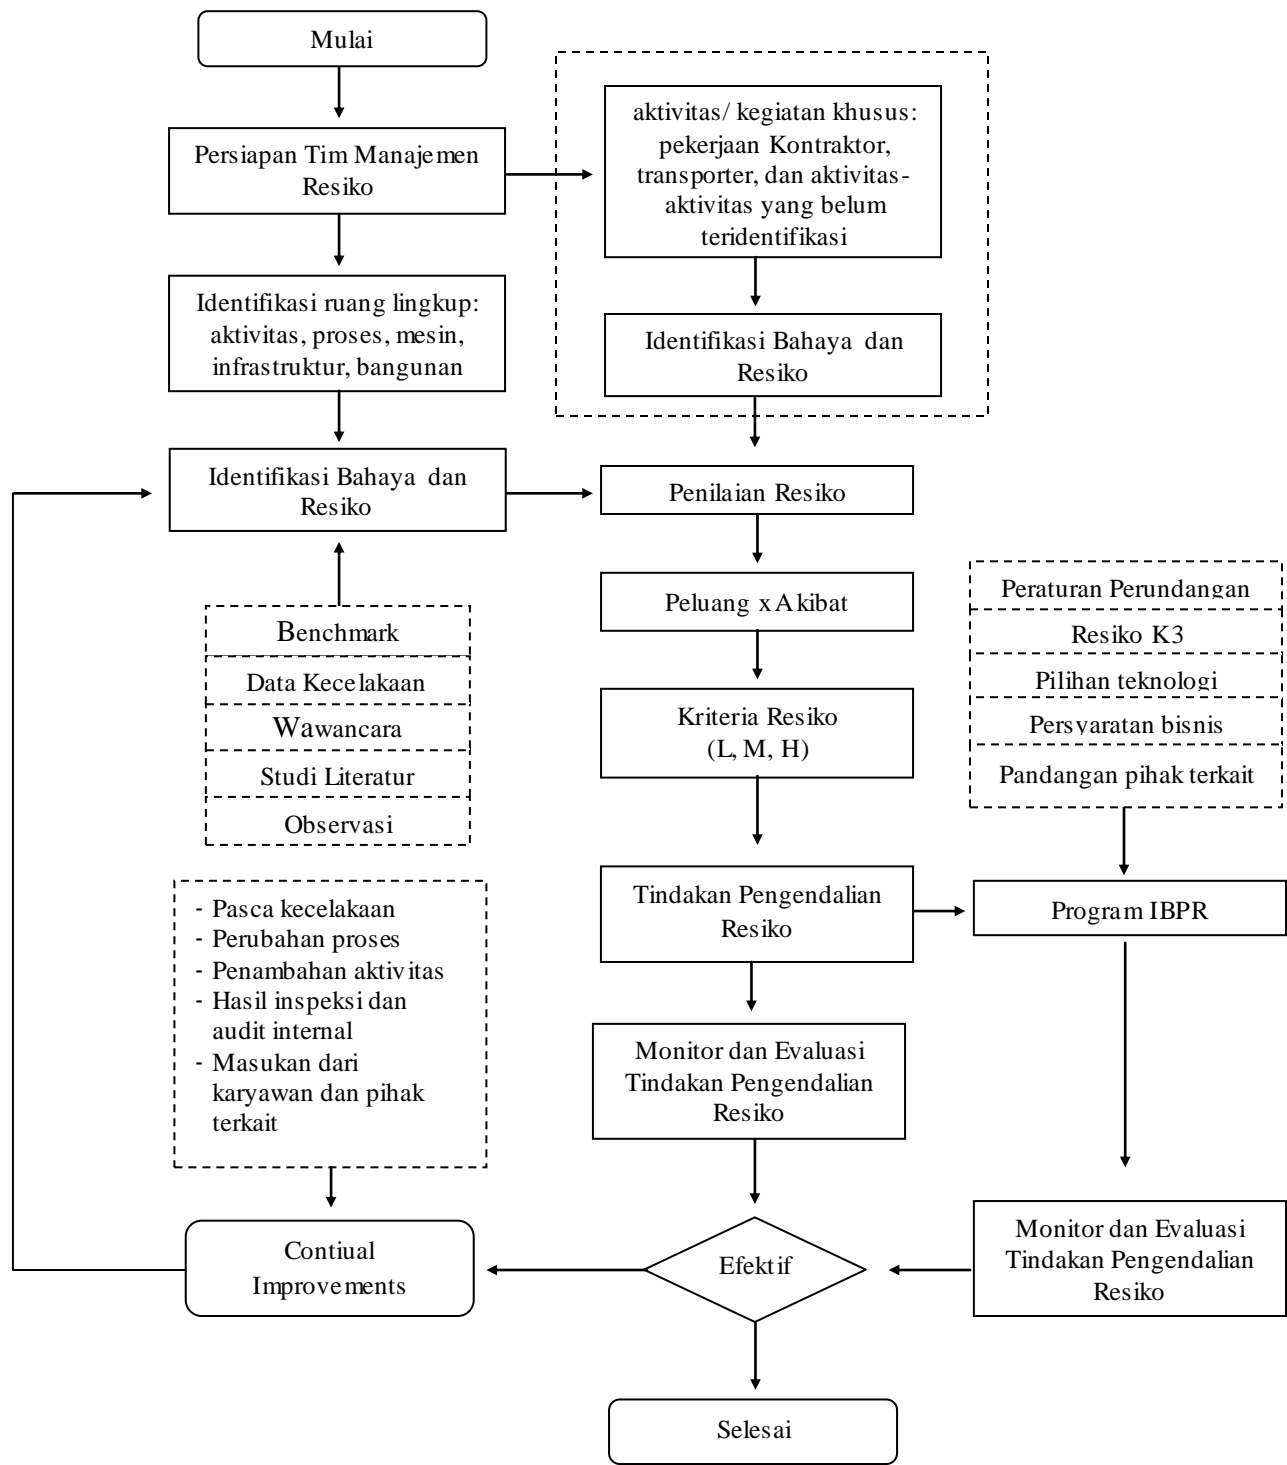 Mulai
Persiapan Tim Manajemen
Resiko
aktivitas/ kegiatan khusus:
pekerjaan Kontraktor,
transporter, dan aktivitas-
aktivitas yang belum
teridentifikasi
Identifikasi ruang lingkup:
aktivitas, proses, mesin,
infrastruktur, bangunan
Identifikasi Bahaya dan
Resiko
Identifikasi Bahaya dan
Resiko
Penilaian Resiko
Benchmark
Data Kecelakaan
Wawancara
Studi Literatur
Observasi
Peluang x Akibat
Kriteria Resiko
(L, M, H)
Peraturan Perundangan
Resiko K3
Pilihan teknologi
Persyaratan bisnis
Pandangan pihak terkait
Tindakan Pengendalian
Resiko
Program IBPR
- Pasca kecelakaan
- Perubahan proses
- Penambahan aktivitas
- Hasil inspeksi dan
audit internal
- Masukan dari
karyawan dan pihak
terkait
Monitor dan Evaluasi
Tindakan Pengendalian
Resiko
Monitor dan Evaluasi
Tindakan Pengendalian
Resiko
Efektif
Contiual
Improvements
Selesai